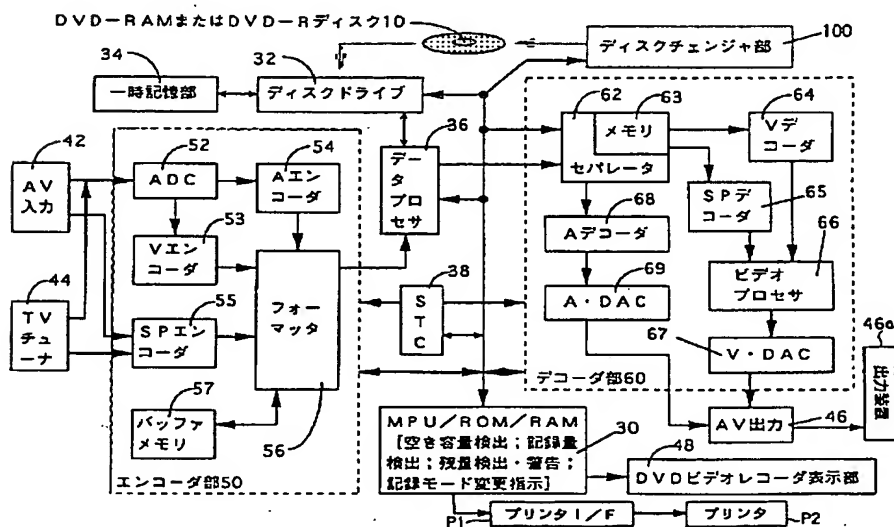 DVD-RAMまたはDVD-Rディスク10
ディスクチェンジャ部
100
34
32
一時記憶部
ディスクドライブ
36
データ
プロセサ
62
63
メモリ
セパレータ
64
Vデ
コーダ
SPデ
コーダ
65
42
AV
入力
52
ADC
54
Aエン
コーダ
53
Vエン
コーダ
68
Aデコーダ
66
ビデオ
プロセサ
44
TV
チュー
ナ
55
SPエン
コーダ
フォー
マッタ
38
STC
69
A・DAC
67
V・DAC
46a
出力装置
57
バッファ
メモリ
56
デコーダ部60
AV出力
46
エンコーダ部50
MPU/ROM/RAM
[空き容量検出;記録量
検出;残量検出・警告;
記録モード変更指示]
30
48
DVDビデオレコーダ表示部
P1
プリンタI/F
プリンタ
P2